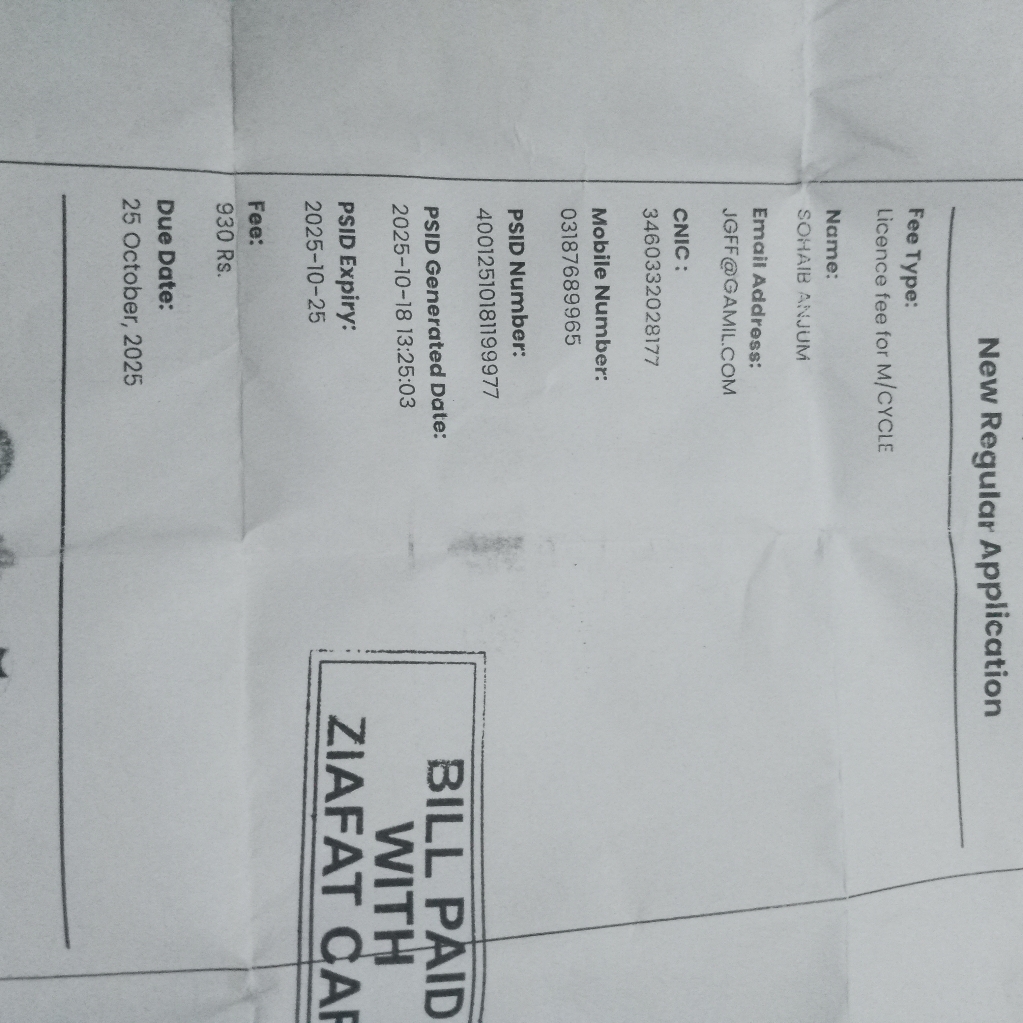 New Regular Application
Fee Type:
Licence fee for M/CYCLE
Name:
SOHAIB ANJUM
Email Address:
JGFF@GAMIL.COM
CNIC :
3460332028177
Mobile Number:
03187689965
PSID Number:
40012510181199977
PSID Generated Date:
2025-10-18 13:25:03
PSID Expiry:
2025-10-25
Fee:
930 Rs.
Due Date:
25 October, 2025
BILL PAID
WITH
ZIAFAT